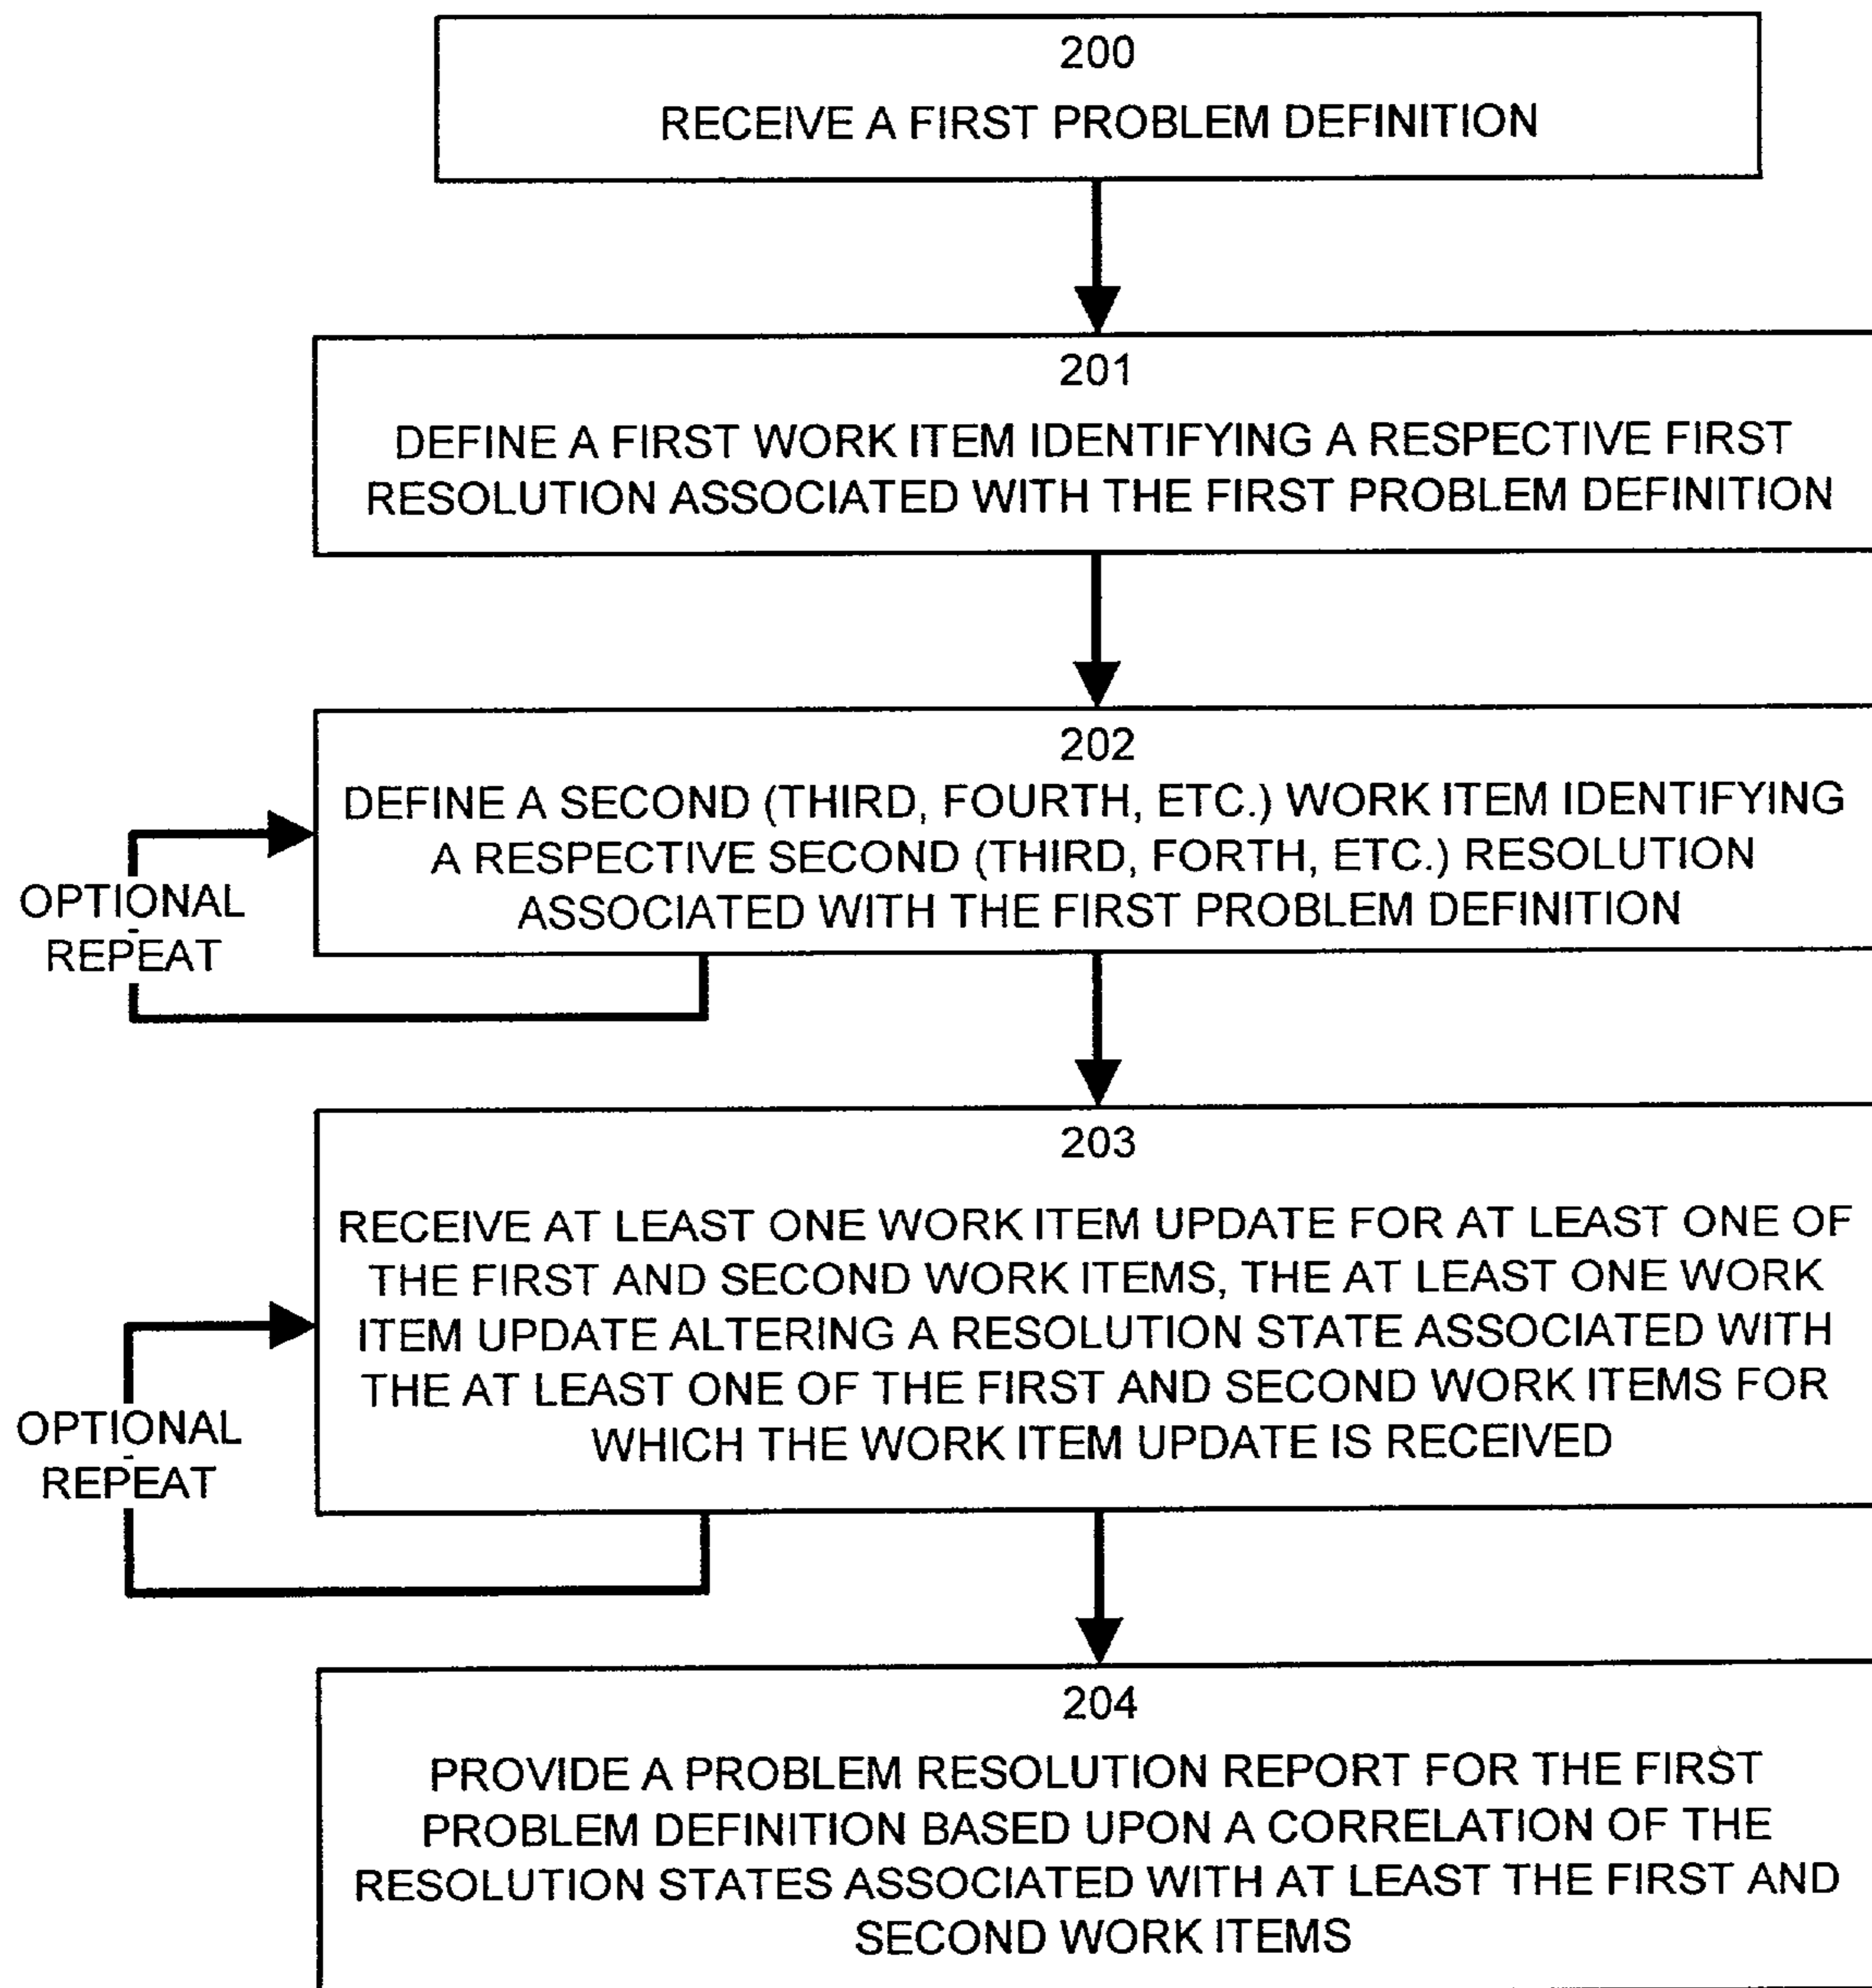 200
RECEIVE A FIRST PROBLEM DEFINITION
201
DEFINE A FIRST WORK ITEM IDENTIFYING A RESPECTIVE FIRST
RESOLUTION ASSOCIATED WITH THE FIRST PROBLEM DEFINITION
202
DEFINE A SECOND (THIRD, FOURTH, ETC.) WORK ITEM IDENTIFYING
A RESPECTIVE SECOND (THIRD, FORTH, ETC.) RESOLUTION
ASSOCIATED WITH THE FIRST PROBLEM DEFINITION
OPTIONAL
REPEAT
203
RECEIVE AT LEAST ONE WORK ITEM UPDATE FOR AT LEAST ONE OF
THE FIRST AND SECOND WORK ITEMS, THE AT LEAST ONE WORK
ITEM UPDATE ALTERING A RESOLUTION STATE ASSOCIATED WITH
THE AT LEAST ONE OF THE FIRST AND SECOND WORK ITEMS FOR
WHICH THE WORK ITEM UPDATE IS RECEIVED
OPTIONAL
REPEAT
204
PROVIDE A PROBLEM RESOLUTION REPORT FOR THE FIRST
PROBLEM DEFINITION BASED UPON A CORRELATION OF THE
RESOLUTION STATES ASSOCIATED WITH AT LEAST THE FIRST AND
SECOND WORK ITEMS